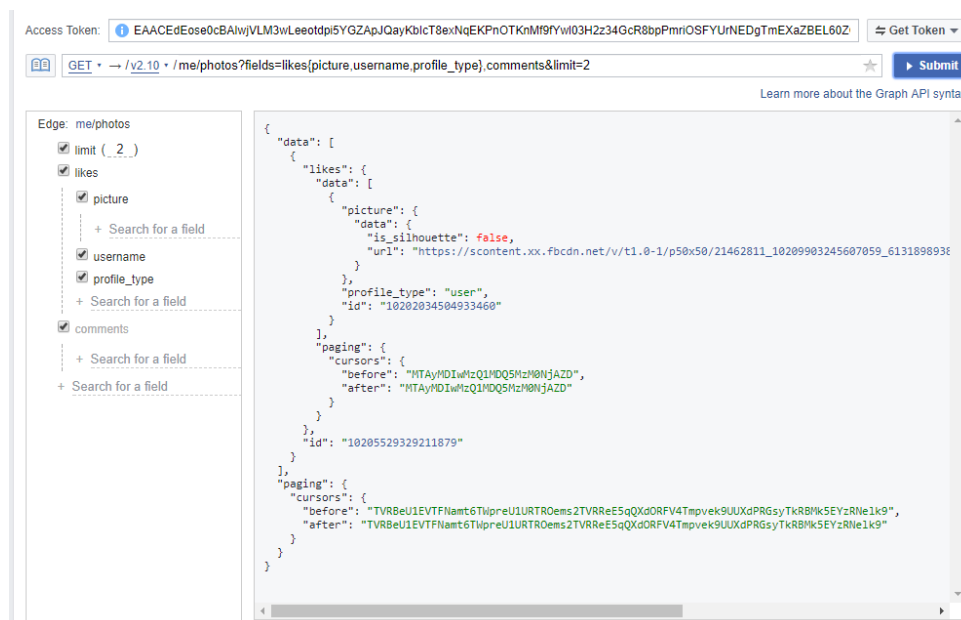 Access Token: EAACEdEose0cBAIwjVLM3wLeeotdpi5YGZApJQayKbIcT8exNqEKPnOTKnMf9fYwI03H2z34GcR8bpPmriOSFYUrNEDgTmEXaZBEL60Z Get Token
GET → /v2.10 /me/photos?fields=likes{picture,username,profile_type},comments&limit=2 Submit
Learn more about the Graph API synta
Edge: me/photos
limit ( 2 )
likes
picture
+ Search for a field
username
profile_type
+ Search for a field
comments
+ Search for a field
+ Search for a field
{
"data": [
{
"likes": {
"data": [
{
"picture": {
"data": {
"is_silhouette": false,
"url": "https://scontent.xx.fbcdn.net/v/t1.0-1/p50x50/21462811_10209903245607059_6131898938
}
},
"profile_type": "user",
"id": "10202034504933460"
}
],
"paging": {
"cursors": {
"before": "MTAyMDIwMzQ1MDQ5MzM0NjAZD",
"after": "MTAyMDIwMzQ1MDQ5MzM0NjAZD"
}
}
},
"id": "10205529329211879"
}
],
"paging": {
"cursors": {
"before": "TVRBeU1EVTFNamt6TWpreU1URTROems2TVRReE5qQXdORFV4Tmpvek9UUXdPRGsyTkRBMk5EYzRNelk9",
"after": "TVRBeU1EVTFNamt6TWpreU1URTROems2TVRReE5qQXdORFV4Tmpvek9UUXdPRGsyTkRBMk5EYzRNelk9"
}
}
}